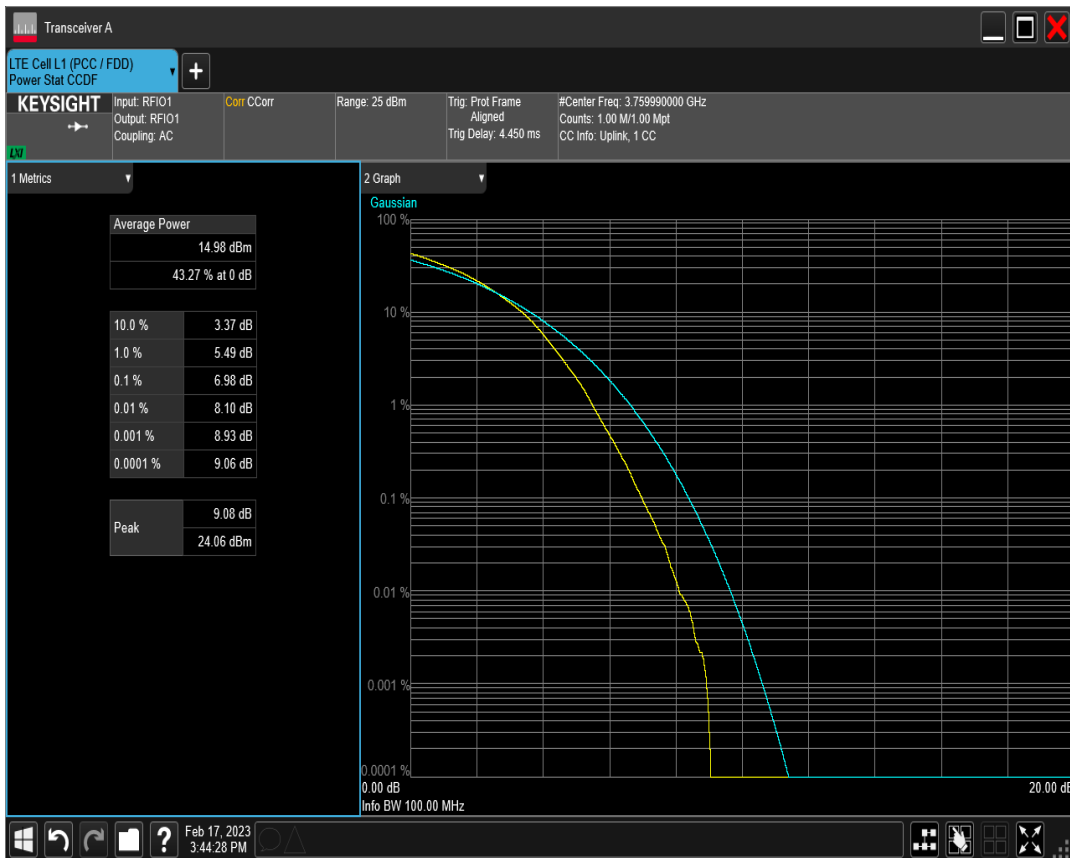 Transceiver A
LTE Cell L1 (PCC / FDD)
Power Stat CCDF
KEYSIGHT
LXI
Input: RFIO1
Output: RFIO1
Coupling: AC
Corr CCorr
Range: 25 dBm
Trig: Prot Frame
Aligned
Trig Delay: 4.450 ms
#Center Freq: 3.759990000 GHz
Counts: 1.00 M/1.00 Mpt
CC Info: Uplink, 1 CC
1 Metrics
Average Power
14.98 dBm
43.27 % at 0 dB
10.0 % 3.37 dB
1.0 % 5.49 dB
0.1 % 6.98 dB
0.01 % 8.10 dB
0.001 % 8.93 dB
0.0001 % 9.06 dB
Peak
9.08 dB
24.06 dBm
2 Graph
Gaussian
100 %
10 %
1 %
0.1 %
0.01 %
0.001 %
0.0001 %
0.00 dB 20.00 dB
Info BW 100.00 MHz
Feb 17, 2023
3:44:28 PM